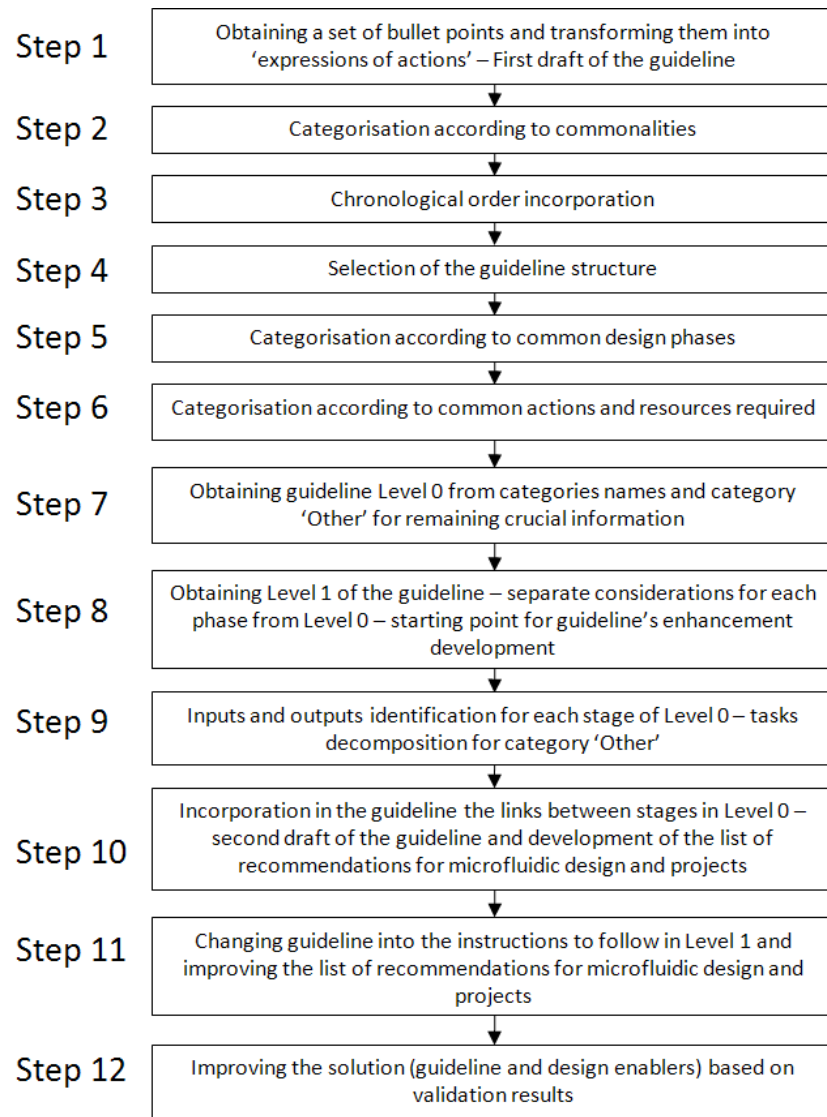 Step 1
Obtaining a set of bullet points and transforming them into
‘expressions of actions’ – First draft of the guideline
Step 2
Categorisation according to commonalities
Step 3
Chronological order incorporation
Step 4
Selection of the guideline structure
Step 5
Categorisation according to common design phases
Step 6
Categorisation according to common actions and resources required
Step 7
Obtaining guideline Level 0 from categories names and category
‘Other’ for remaining crucial information
Step 8
Obtaining Level 1 of the guideline – separate considerations for each
phase from Level 0 – starting point for guideline’s enhancement
development
Step 9
Inputs and outputs identification for each stage of Level 0 – tasks
decomposition for category ‘Other’
Step 10
Incorporation in the guideline the links between stages in Level 0 –
second draft of the guideline and development of the list of
recommendations for microfluidic design and projects
Step 11
Changing guideline into the instructions to follow in Level 1 and
improving the list of recommendations for microfluidic design and
projects
Step 12
Improving the solution (guideline and design enablers) based on
validation results